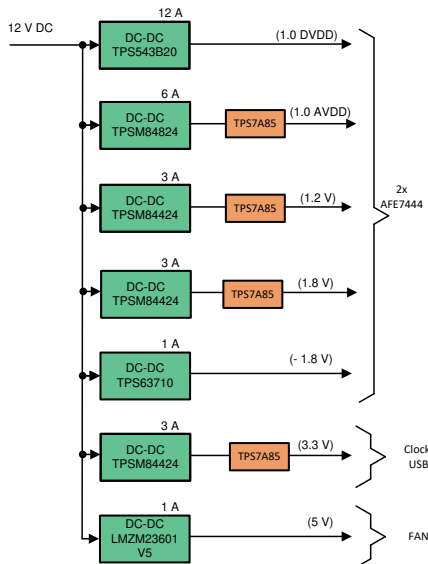 12 V DC
12 A
DC-DC
TPS543B20
(1.0 DVDD)
6 A
DC-DC
TPSM84824
TPS7A85
(1.0 AVDD)
3 A
DC-DC
TPSM84424
TPS7A85
(1.2 V)
2x
AFE7444
3 A
DC-DC
TPSM84424
TPS7A85
(1.8 V)
1 A
DC-DC
TPS63710
(- 1.8 V)
3 A
DC-DC
TPSM84424
TPS7A85
(3.3 V)
Clock
USB
1 A
DC-DC
LMZM23601
V5
(5 V)
FAN